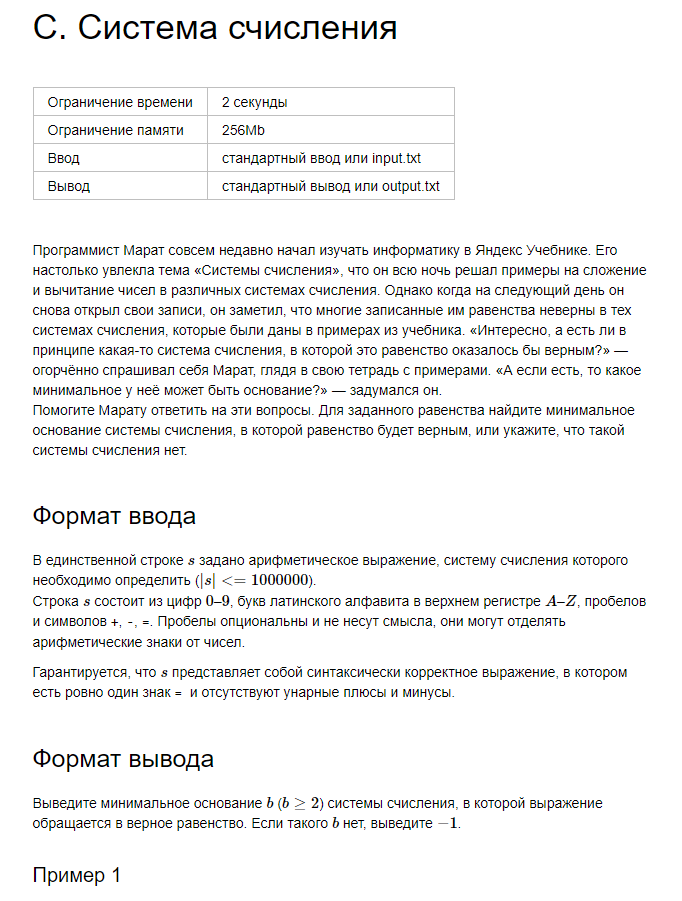 C. Система счисления
Ограничение времени 2 секунды
Ограничение памяти 256Mb
Ввод стандартный ввод или input.txt
Вывод стандартный вывод или output.txt
Программист Марат совсем недавно начал изучать информатику в Яндекс Учебнике. Его
настолько увлекла тема «Системы счисления», что он всю ночь решал примеры на сложение
и вычитание чисел в различных системах счисления. Однако когда на следующий день он
снова открыл свои записи, он заметил, что многие записанные им равенства неверны в тех
системах счисления, которые были даны в примерах из учебника. «Интересно, а есть ли в
принципе какая-то система счисления, в которой это равенство оказалось бы верным?» —
огорчённо спрашивал себя Марат, глядя в свою тетрадь с примерами. «А если есть, то какое
минимальное у неё может быть основание?» — задумался он.
Помогите Марату ответить на эти вопросы. Для заданного равенства найдите минимальное
основание системы счисления, в которой равенство будет верным, или укажите, что такой
системы счисления нет.
Формат ввода
В единственной строке s задано арифметическое выражение, систему счисления которого
необходимо определить (|s| <= 1000000).
Строка s состоит из цифр 0–9, букв латинского алфавита в верхнем регистре A–Z, пробелов
и символов +, -, =. Пробелы опциональны и не несут смысла, они могут отделять
арифметические знаки от чисел.
Гарантируется, что s представляет собой синтаксически корректное выражение, в котором
есть ровно один знак = и отсутствуют унарные плюсы и минусы.
Формат вывода
Выведите минимальное основание b (b ≥ 2) системы счисления, в которой выражение
обращается в верное равенство. Если такого b нет, выведите −1.
Пример 1